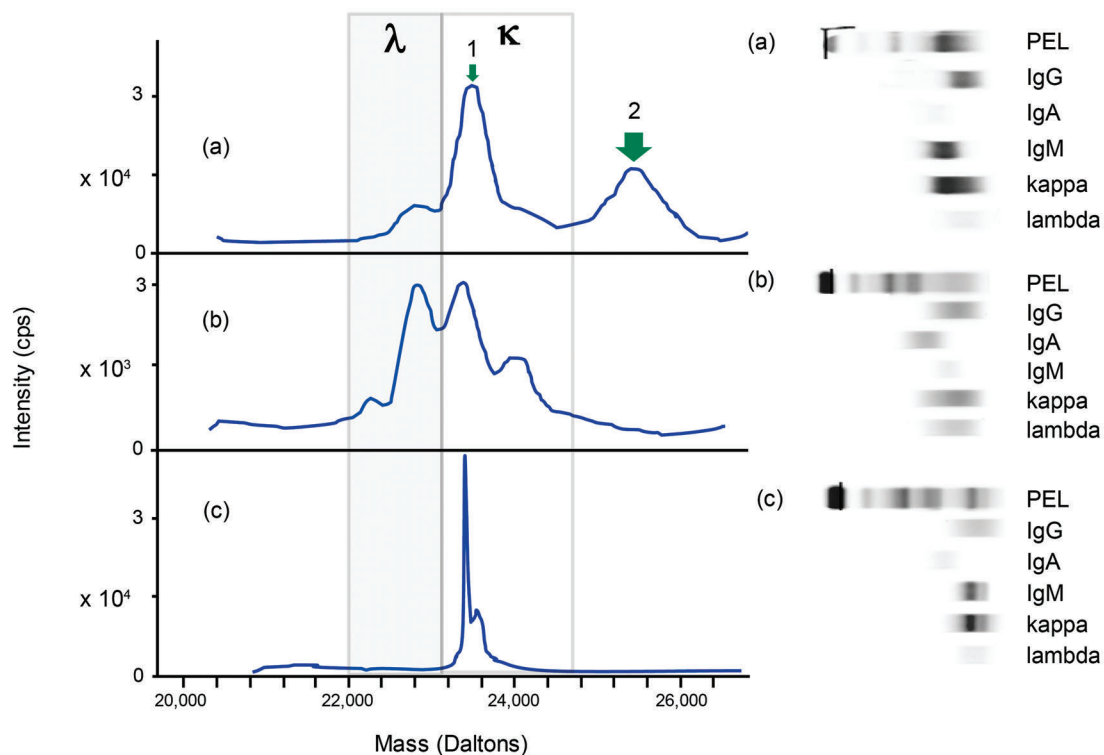 λ
κ
1
2
3
(a)
x 10⁴
0
3
(b)
x 10³
0
3
(c)
x 10⁴
0
Intensity (cps)
20,000 22,000 24,000 26,000
Mass (Daltons)
(a)
PEL
IgG
IgA
IgM
kappa
lambda
(b)
PEL
IgG
IgA
IgM
kappa
lambda
(c)
PEL
IgG
IgA
IgM
kappa
lambda